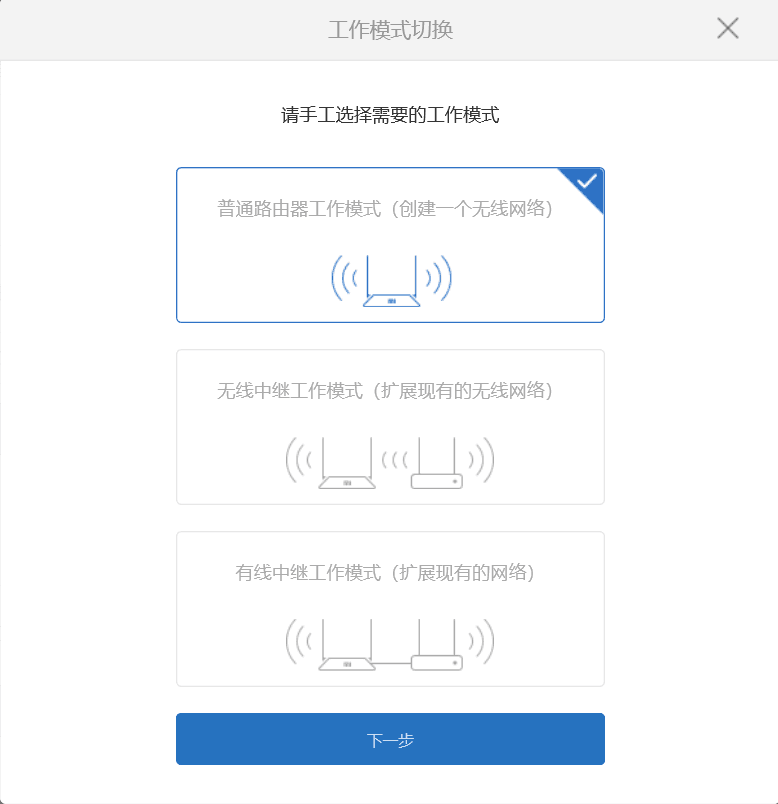 工作模式切换
请手工选择需要的工作模式
普通路由器工作模式（创建一个无线网络）
无线中继工作模式（扩展现有的无线网络）
有线中继工作模式（扩展现有的网络）
下一步